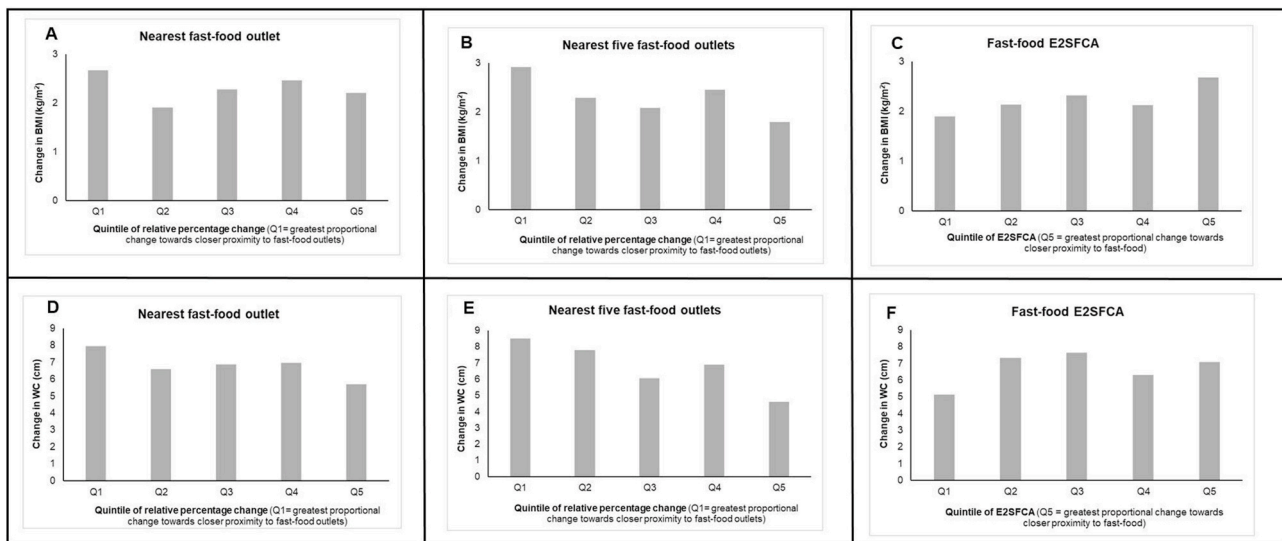 A
Nearest fast-food outlet
Change in BMI (kg/m²)
3
2
1
0
Q1 Q2 Q3 Q4 Q5
Quintile of relative percentage change (Q1= greatest proportional
change towards closer proximity to fast-food outlets)
B
Nearest five fast-food outlets
Change in BMI (kg/m²)
3
2
1
0
Q1 Q2 Q3 Q4 Q5
Quintile of relative percentage change (Q1= greatest proportional
change towards closer proximity to fast-food outlets)
C
Fast-food E2SFCA
Change in BMI (kg/m²)
3
2
1
0
Q1 Q2 Q3 Q4 Q5
Quintile of E2SFCA (Q5 = greatest proportional change towards
closer proximity to fast-food)
D
Nearest fast-food outlet
Change in WC (cm)
9
8
7
6
5
4
3
2
1
0
Q1 Q2 Q3 Q4 Q5
Quintile of relative percentage change (Q1= greatest proportional
change towards closer proximity to fast-food outlets)
E
Nearest five fast-food outlets
Change in WC (cm)
9
8
7
6
5
4
3
2
1
0
Q1 Q2 Q3 Q4 Q5
Quintile of relative percentage change (Q1= greatest proportional
change towards closer proximity to fast-food outlets)
F
Fast-food E2SFCA
Change in WC (cm)
9
8
7
6
5
4
3
2
1
0
Q1 Q2 Q3 Q4 Q5
Quintile of E2SFCA (Q5 = greatest proportional change towards
closer proximity to fast-food)